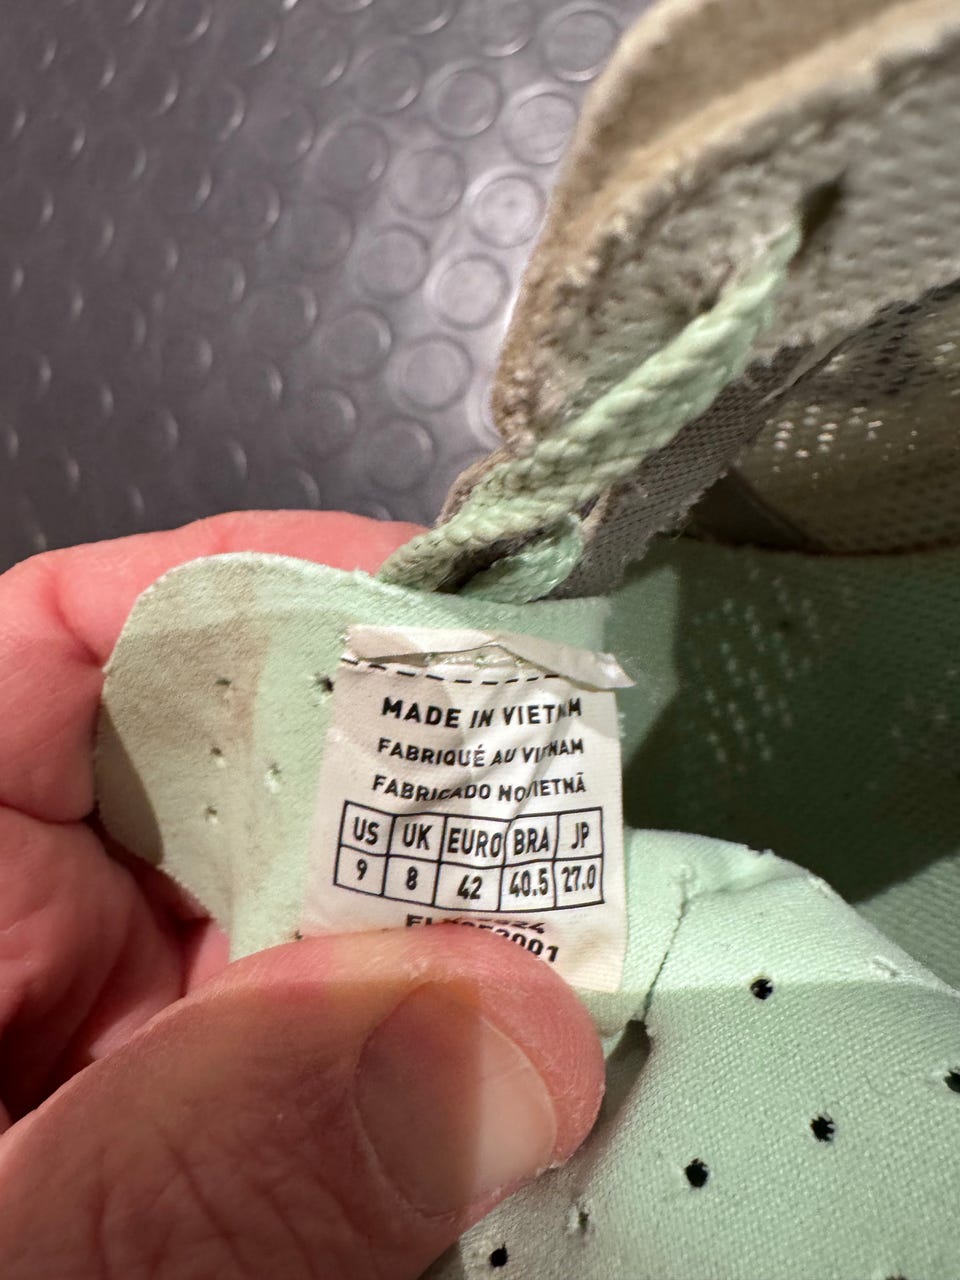 MADE IN VIETNAM
FABRIQUÉ AU VIETNAM
FABRICADO NO VIETNÃ
US UK EURO BRA JP
9 8 42 40.5 27.0